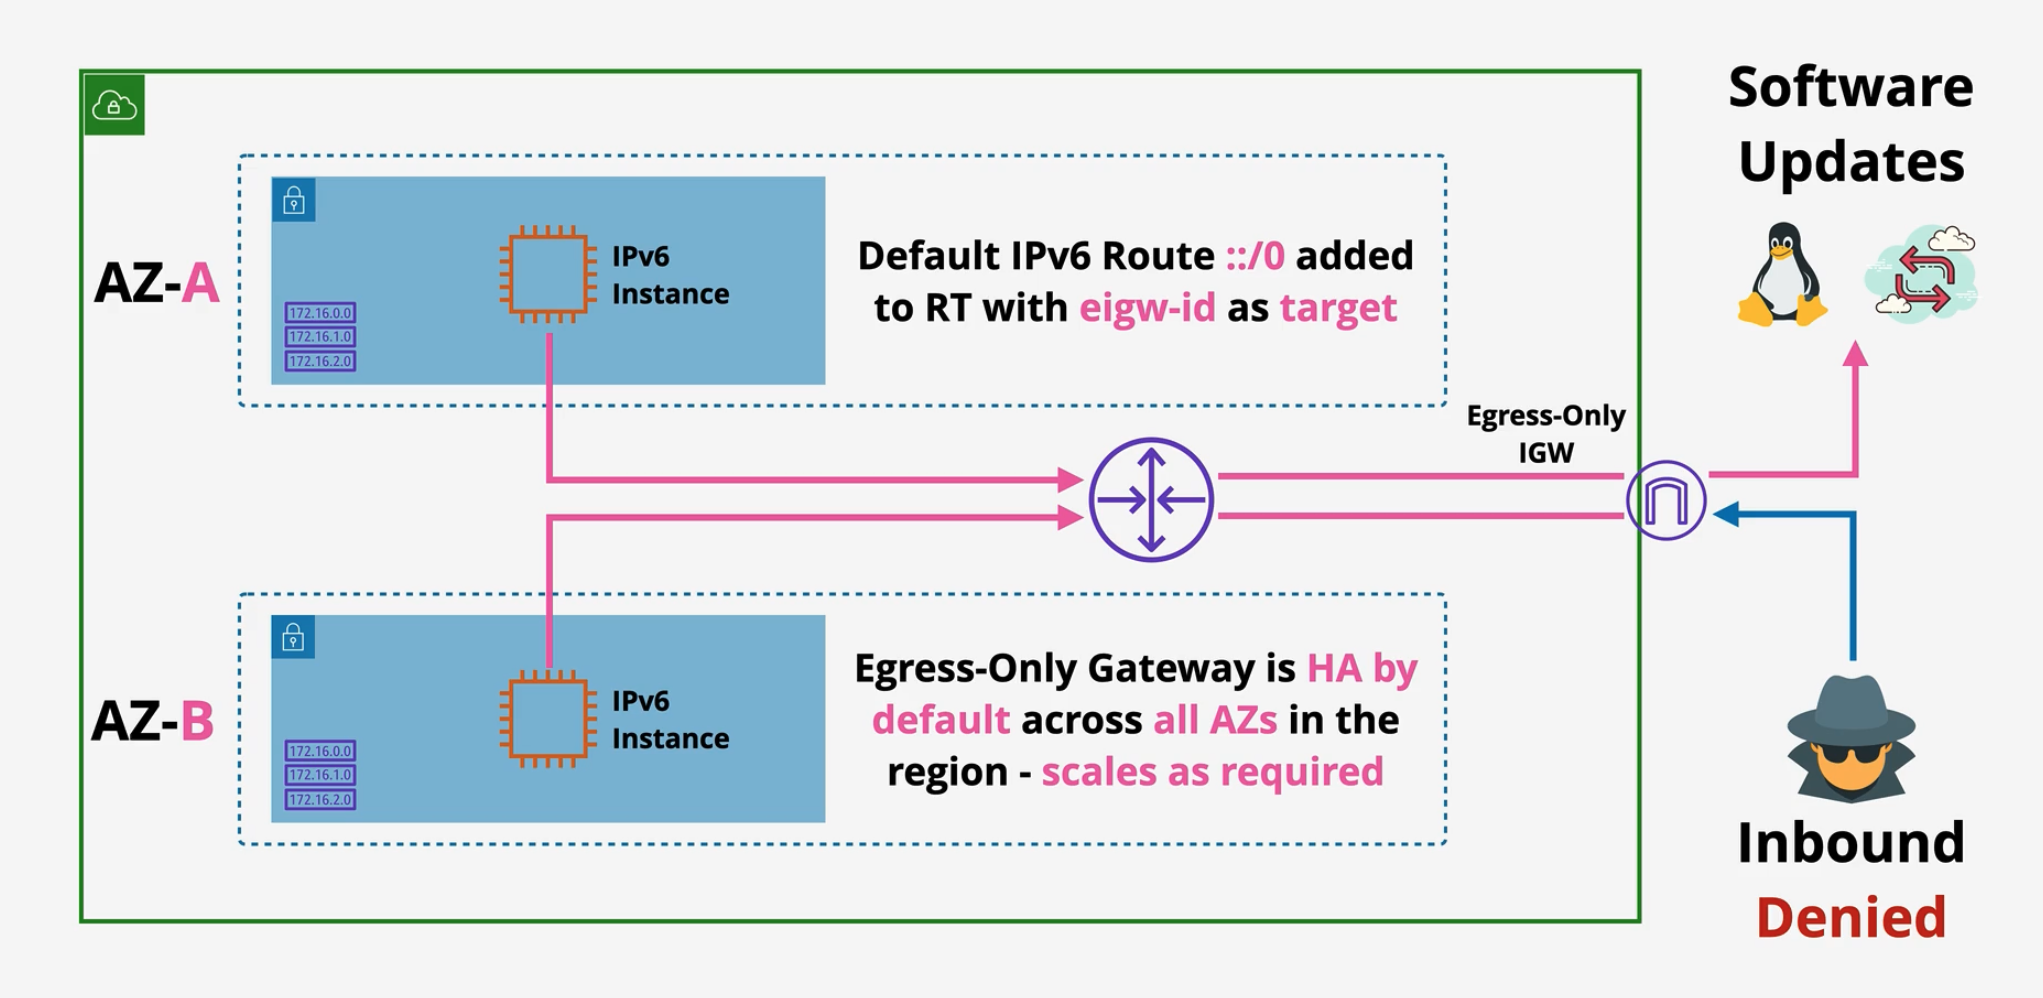 Software
Updates
AZ-A
IPv6
Instance
172.16.0.0
172.16.1.0
172.16.2.0
Default IPv6 Route ::/0 added
to RT with eigw-id as target
Egress-Only
IGW
AZ-B
IPv6
Instance
172.16.0.0
172.16.1.0
172.16.2.0
Egress-Only Gateway is HA by
default across all AZs in the
region - scales as required
Inbound
Denied